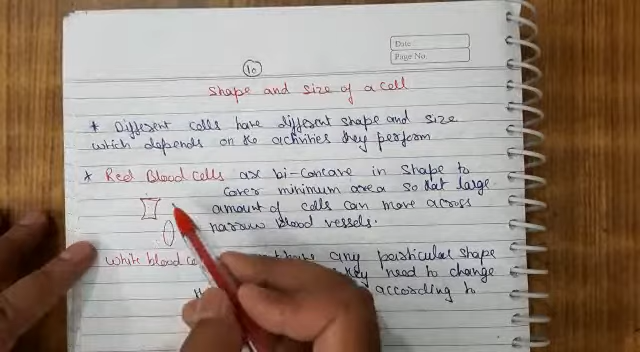 Date
Page No.
10
Shape and size of a cell
* Different cells have different shape and size
which depends on the activities they perform
* Red Blood Cells are bi-concave in shape to
cover minimum area so that large
amount of cells can move across
narrow blood vessels.
White blood any particular shape
need to change
according to